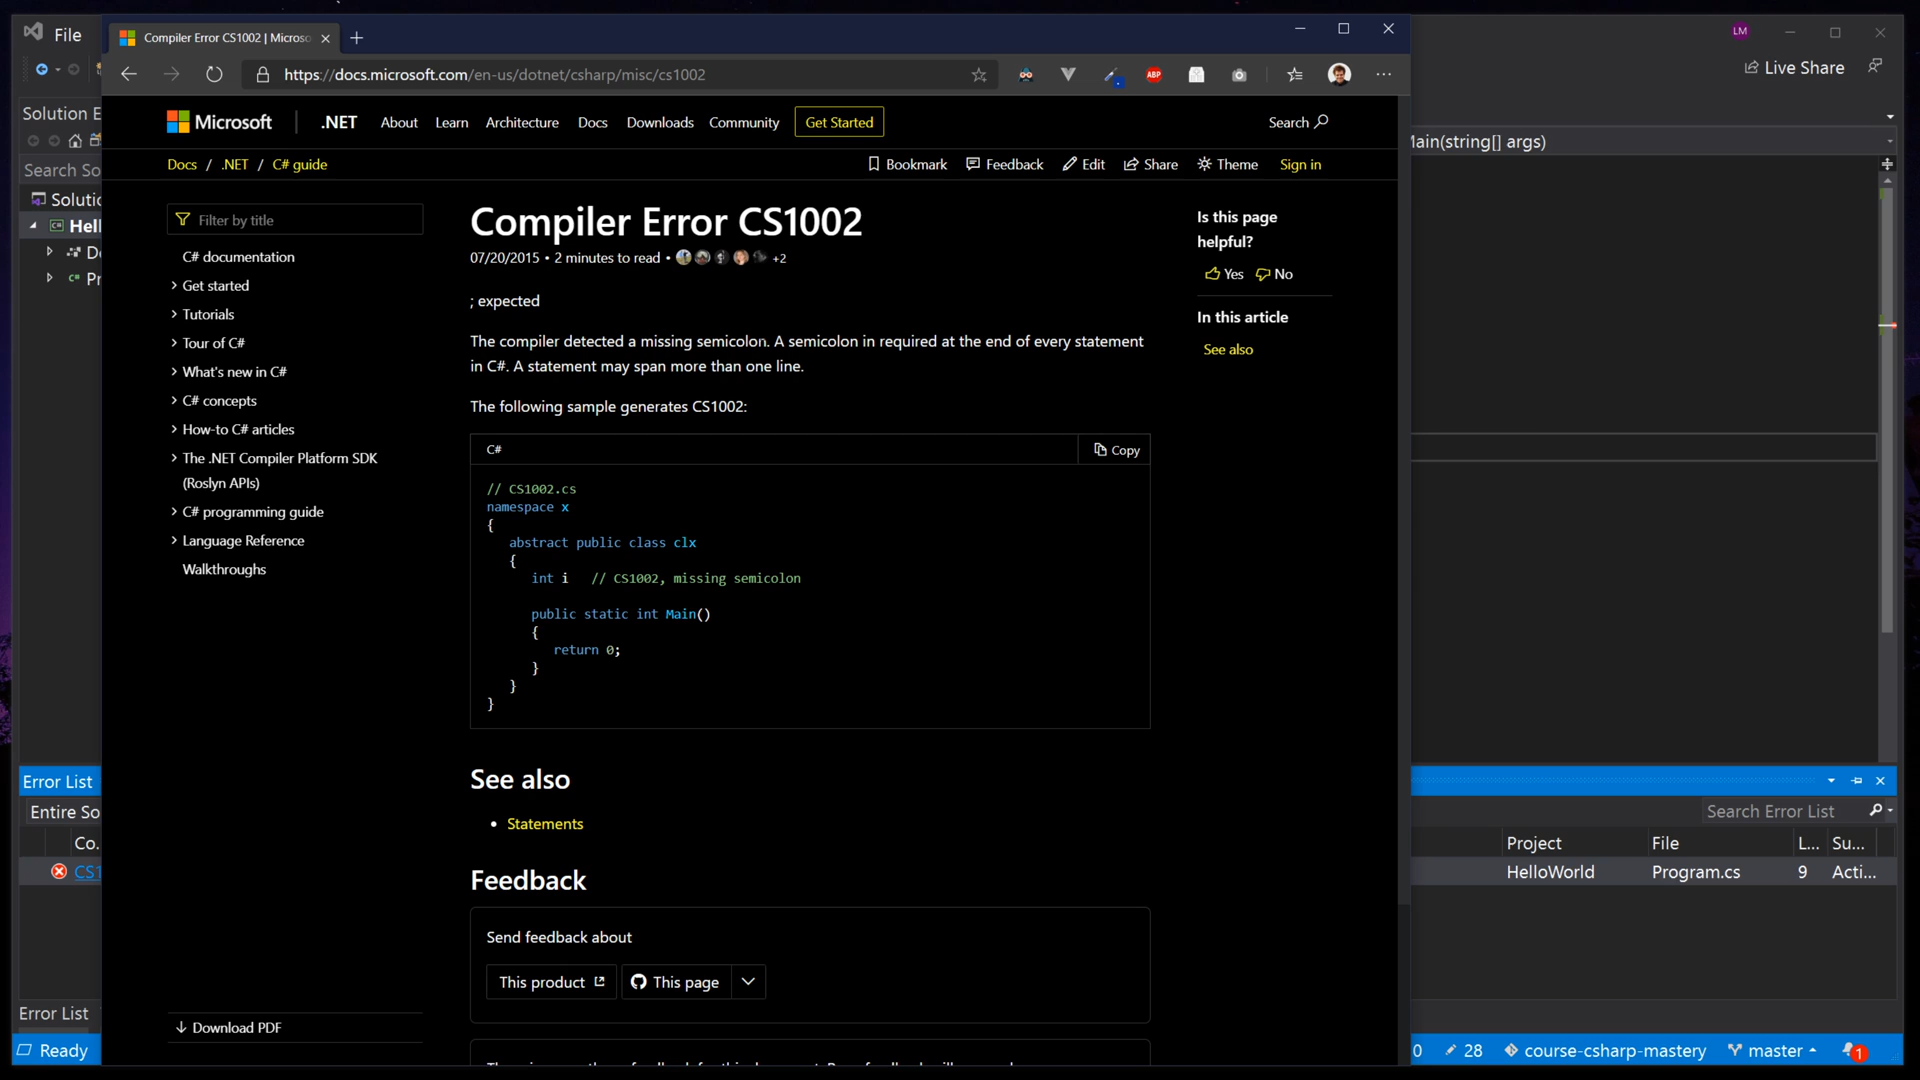 File
Compiler Error CS1002 | Microso
LM
https://docs.microsoft.com/en-us/dotnet/csharp/misc/cs1002
ABP
Live Share
Solution E
Microsoft
.NET
About
Learn
Architecture
Docs
Downloads
Community
Get Started
Search
Main(string[] args)
Search So
Docs / .NET / C# guide
Bookmark
Feedback
Edit
Share
Theme
Sign in
Solutio
Hell
De
Pr
Filter by title
C# documentation
Get started
Tutorials
Tour of C#
What's new in C#
C# concepts
How-to C# articles
The .NET Compiler Platform SDK
(Roslyn APIs)
C# programming guide
Language Reference
Walkthroughs
Download PDF
Compiler Error CS1002
07/20/2015 • 2 minutes to read • +2
; expected
The compiler detected a missing semicolon. A semicolon in required at the end of every statement
in C#. A statement may span more than one line.
The following sample generates CS1002:
C#
Copy
// CS1002.cs
namespace x
{
abstract public class clx
{
int i // CS1002, missing semicolon
public static int Main()
{
return 0;
}
}
}
See also
• Statements
Feedback
Send feedback about
This product
This page
Is this page
helpful?
Yes
No
In this article
See also
Error List
Entire So
Search Error List
Co.
Project
File
L...
Su...
CS1
HelloWorld
Program.cs
9
Acti...
Error List
Ready
0
28
course-csharp-mastery
master
1